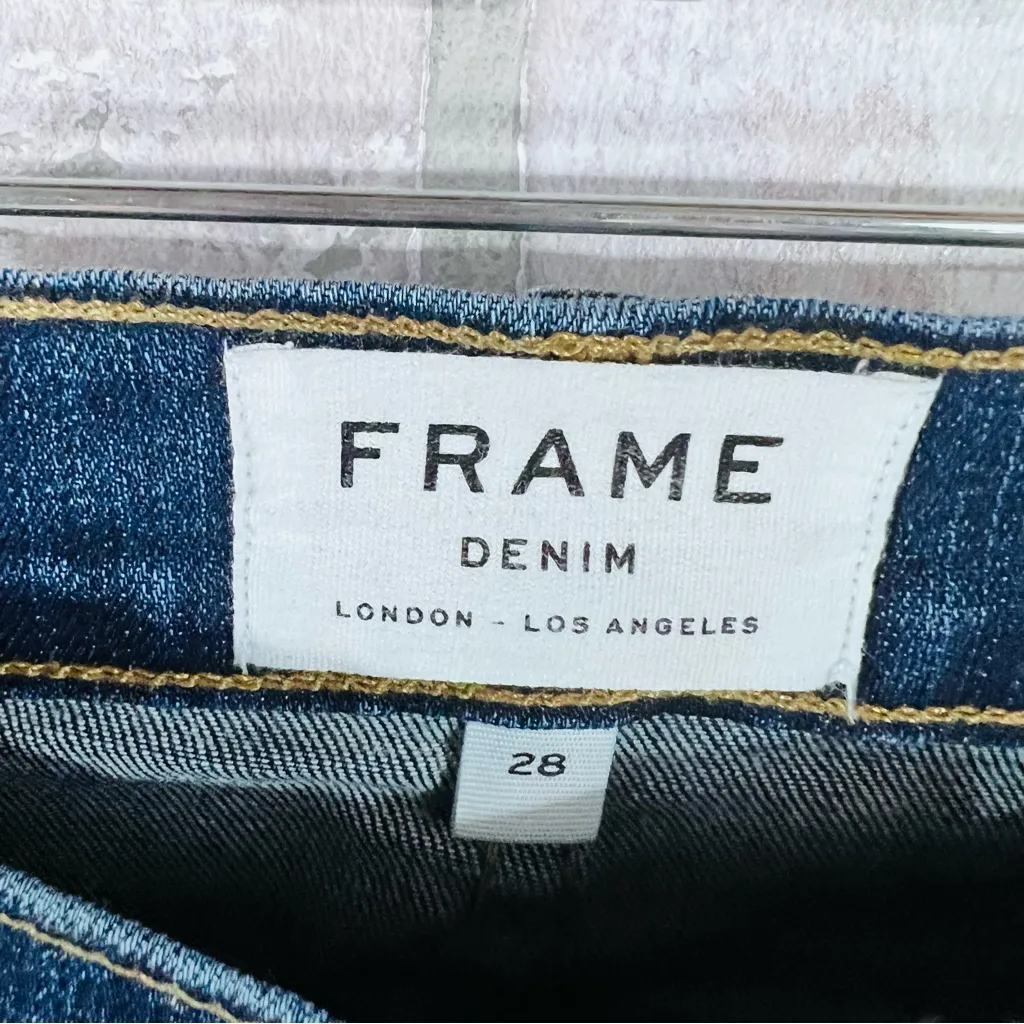 FRAME
DENIM
LONDON - LOS ANGELES
28